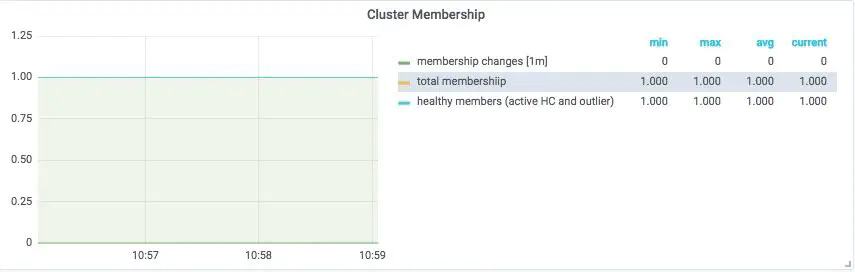 Cluster Membership
1.25
1.00
0.75
0.50
0.25
0
10:57 10:58 10:59
min max avg current
membership changes [1m] 0 0 0 0
total membershiip 1.000 1.000 1.000 1.000
healthy members (active HC and outlier) 1.000 1.000 1.000 1.000